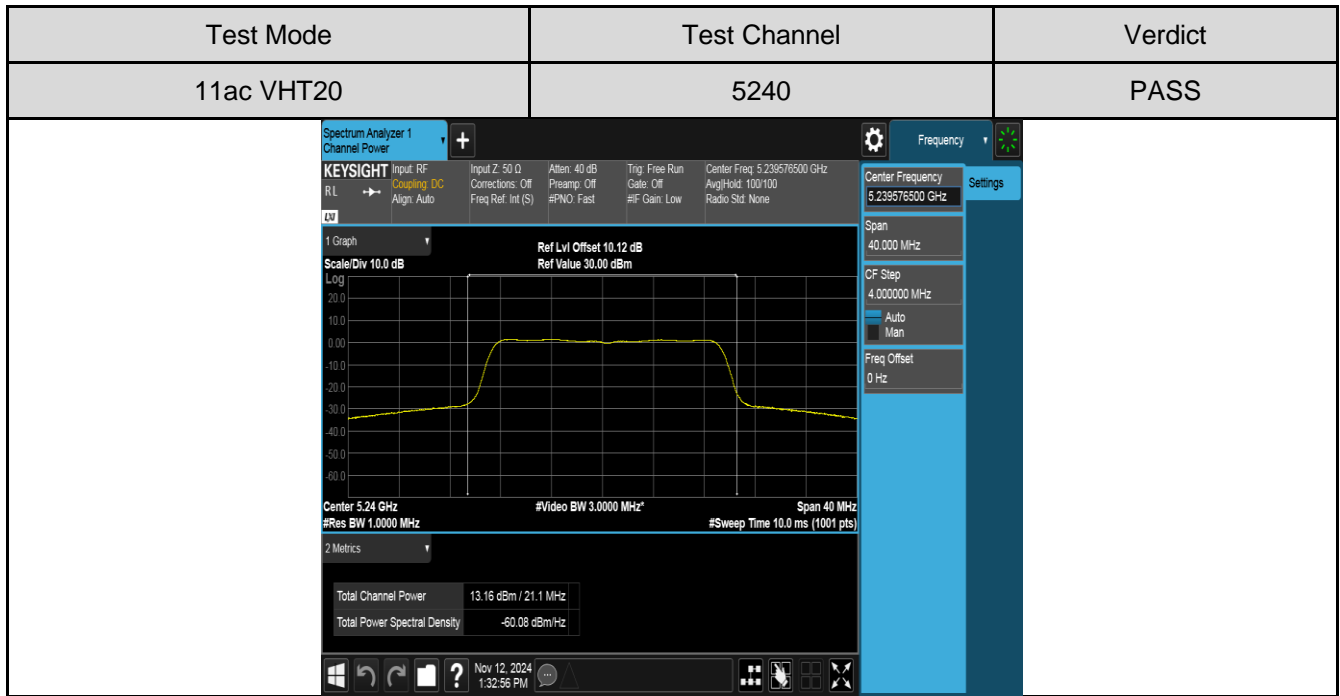 Test Mode Test Channel Verdict
11ac VHT20 5240 PASS
Spectrum Analyzer 1
Channel Power
+
Frequency
KEYSIGHT Input: RF Input Z: 50 Ω Atten: 40 dB Trig: Free Run Center Freq: 5.239576500 GHz
RL Coupling: DC Corrections: Off Preamp: Off Gate: Off Avg|Hold: 100/100
Align: Auto Freq Ref: Int (S) #PNO: Fast #IF Gain: Low Radio Std: None
LXI
Center Frequency
5.239576500 GHz
Settings
Span
40.000 MHz
CF Step
4.000000 MHz
Auto
Man
Freq Offset
0 Hz
1 Graph
Ref Lvl Offset 10.12 dB
Scale/Div 10.0 dB Ref Value 30.00 dBm
Log
20.0
10.0
0.00
-10.0
-20.0
-30.0
-40.0
-50.0
-60.0
Center 5.24 GHz #Video BW 3.0000 MHz* Span 40 MHz
#Res BW 1.0000 MHz #Sweep Time 10.0 ms (1001 pts)
2 Metrics
Total Channel Power 13.16 dBm / 21.1 MHz
Total Power Spectral Density -60.08 dBm/Hz
? Nov 12, 2024
1:32:56 PM